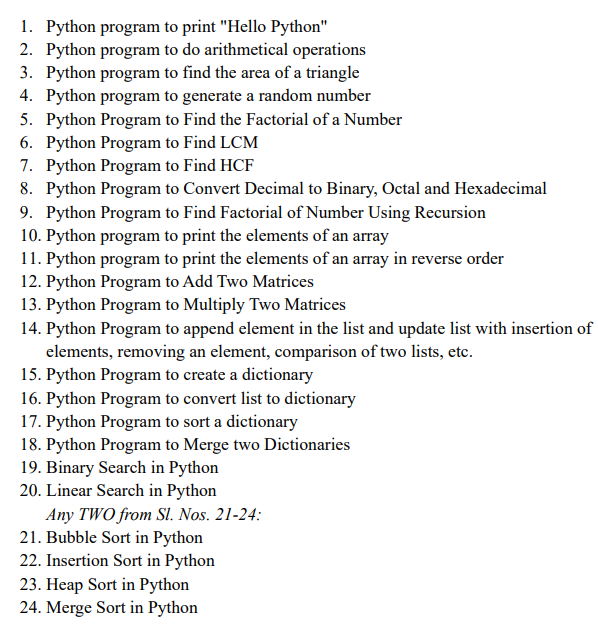 1. Python program to print "Hello Python"
2. Python program to do arithmetical operations
3. Python program to find the area of a triangle
4. Python program to generate a random number
5. Python Program to Find the Factorial of a Number
6. Python Program to Find LCM
7. Python Program to Find HCF
8. Python Program to Convert Decimal to Binary, Octal and Hexadecimal
9. Python Program to Find Factorial of Number Using Recursion
10. Python program to print the elements of an array
11. Python program to print the elements of an array in reverse order
12. Python Program to Add Two Matrices
13. Python Program to Multiply Two Matrices
14. Python Program to append element in the list and update list with insertion of
elements, removing an element, comparison of two lists, etc.
15. Python Program to create a dictionary
16. Python Program to convert list to dictionary
17. Python Program to sort a dictionary
18. Python Program to Merge two Dictionaries
19. Binary Search in Python
20. Linear Search in Python
Any TWO from Sl. Nos. 21-24:
21. Bubble Sort in Python
22. Insertion Sort in Python
23. Heap Sort in Python
24. Merge Sort in Python